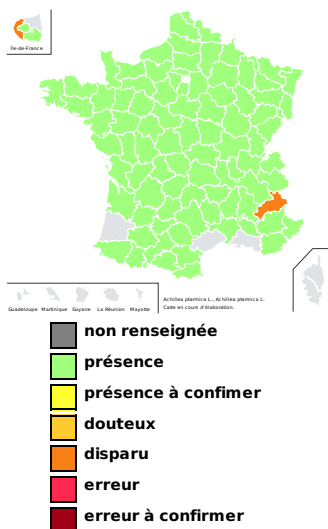 Île-de-France
Guadeloupe Martinique Guyane La Réunion Mayotte
Achillea ptarmica L., Achillea ptarmica L.
Carte en cours d'élaboration.
non renseignée
présence
présence à confimer
douteux
disparu
erreur
erreur à confirmer